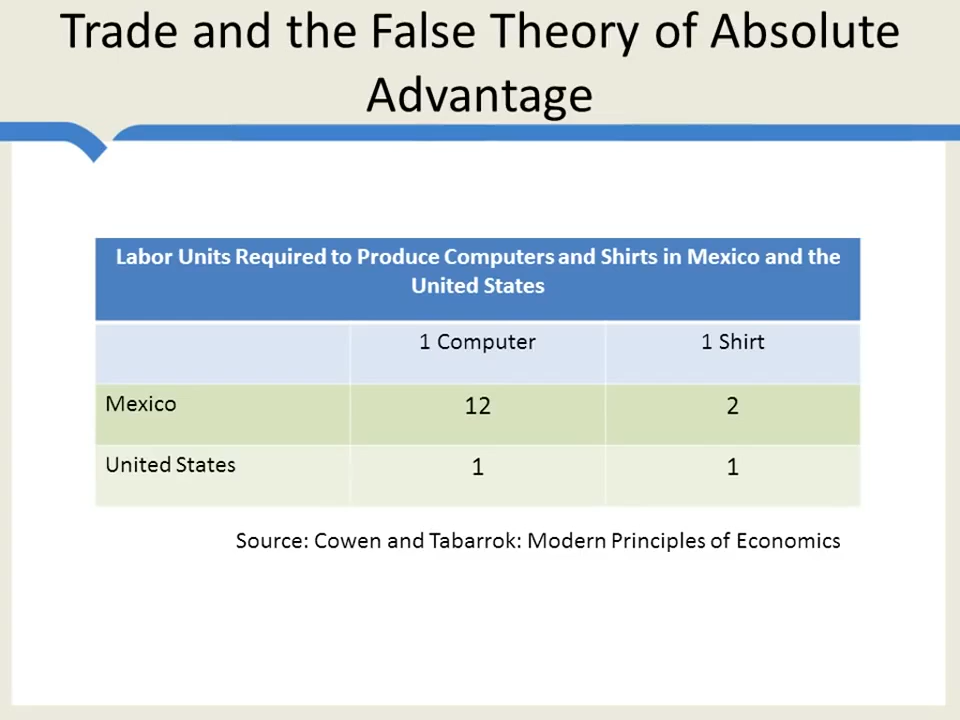 Trade and the False Theory of Absolute
Advantage
Labor Units Required to Produce Computers and Shirts in Mexico and the
United States
1 Computer 1 Shirt
Mexico 12 2
United States 1 1
Source: Cowen and Tabarrok: Modern Principles of Economics